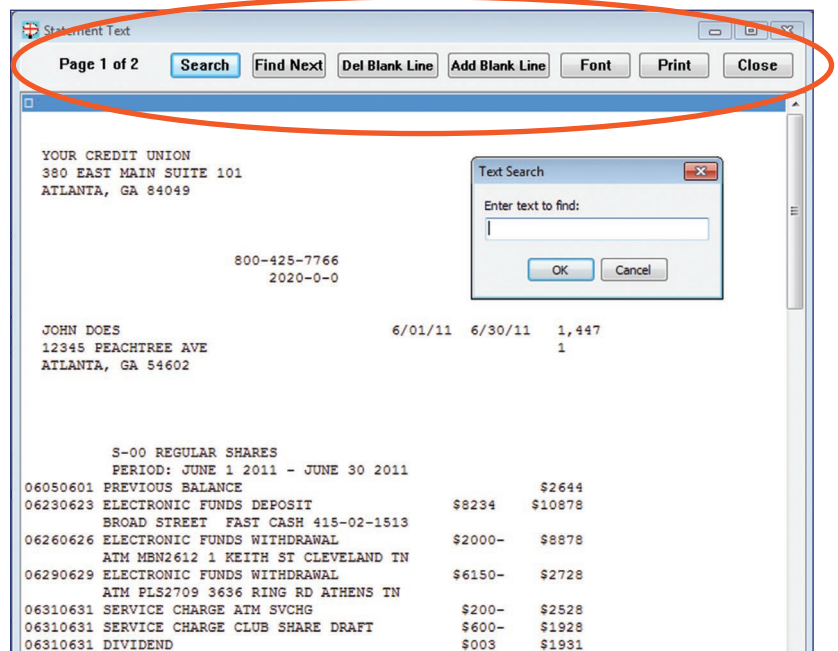 Statement Text
Page 1 of 2 Search Find Next Del Blank Line Add Blank Line Font Print Close
YOUR CREDIT UNION
380 EAST MAIN SUITE 101
ATLANTA, GA 84049
Text Search
Enter text to find:
OK Cancel
800-425-7766
2020-0-0
JOHN DOES 6/01/11 6/30/11 1,447
12345 PEACHTREE AVE 1
ATLANTA, GA 54602
S-00 REGULAR SHARES
PERIOD: JUNE 1 2011 - JUNE 30 2011
06050601 PREVIOUS BALANCE $2644
06230623 ELECTRONIC FUNDS DEPOSIT $8234 $10878
BROAD STREET FAST CASH 415-02-1513
06260626 ELECTRONIC FUNDS WITHDRAWAL $2000- $8878
ATM MBN2612 1 KEITH ST CLEVELAND TN
06290629 ELECTRONIC FUNDS WITHDRAWAL $6150- $2728
ATM PLS2709 3636 RING RD ATHENS TN
06310631 SERVICE CHARGE ATM SVCHG $200- $2528
06310631 SERVICE CHARGE CLUB SHARE DRAFT $600- $1928
06310631 DIVIDEND $003 $1931